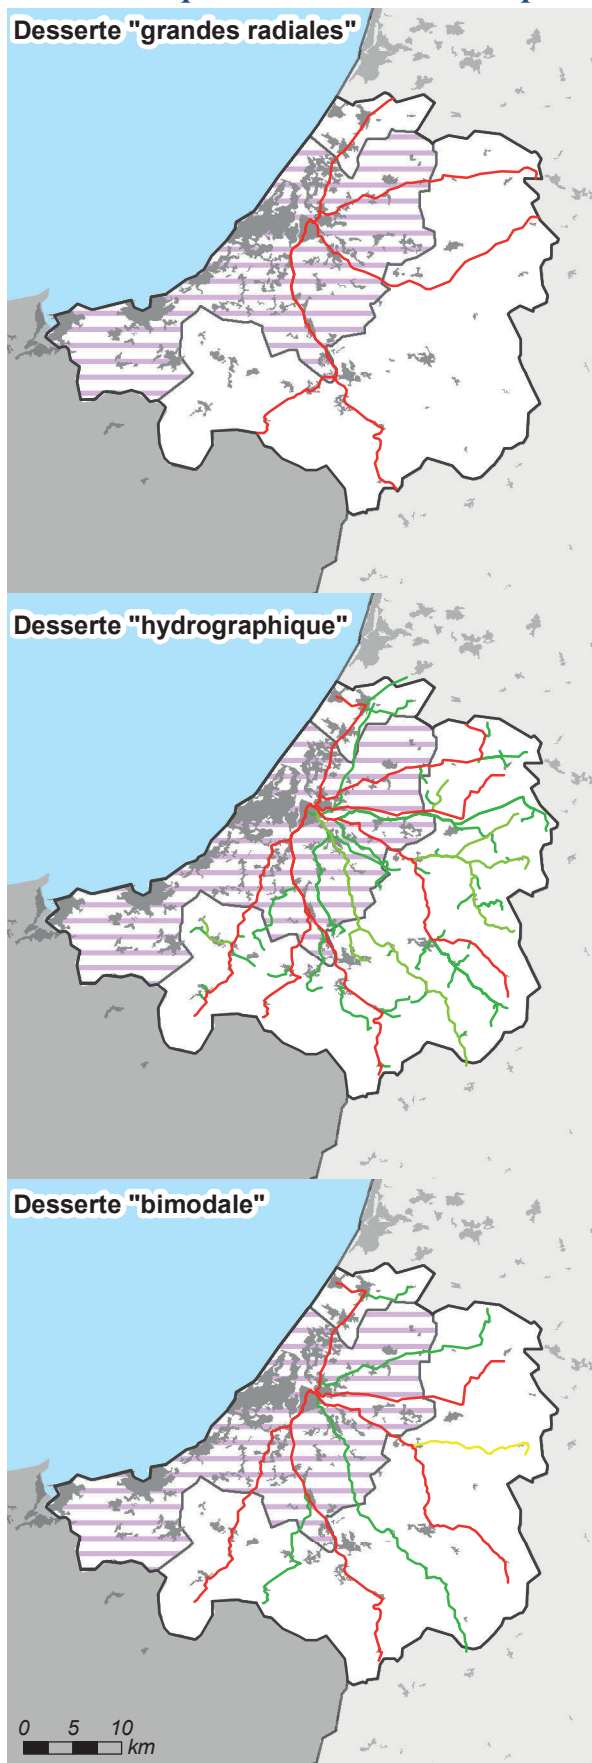 Desserte "grandes radiales"
Desserte "hydrographique"
Desserte "bimodale"
0 5 10
km